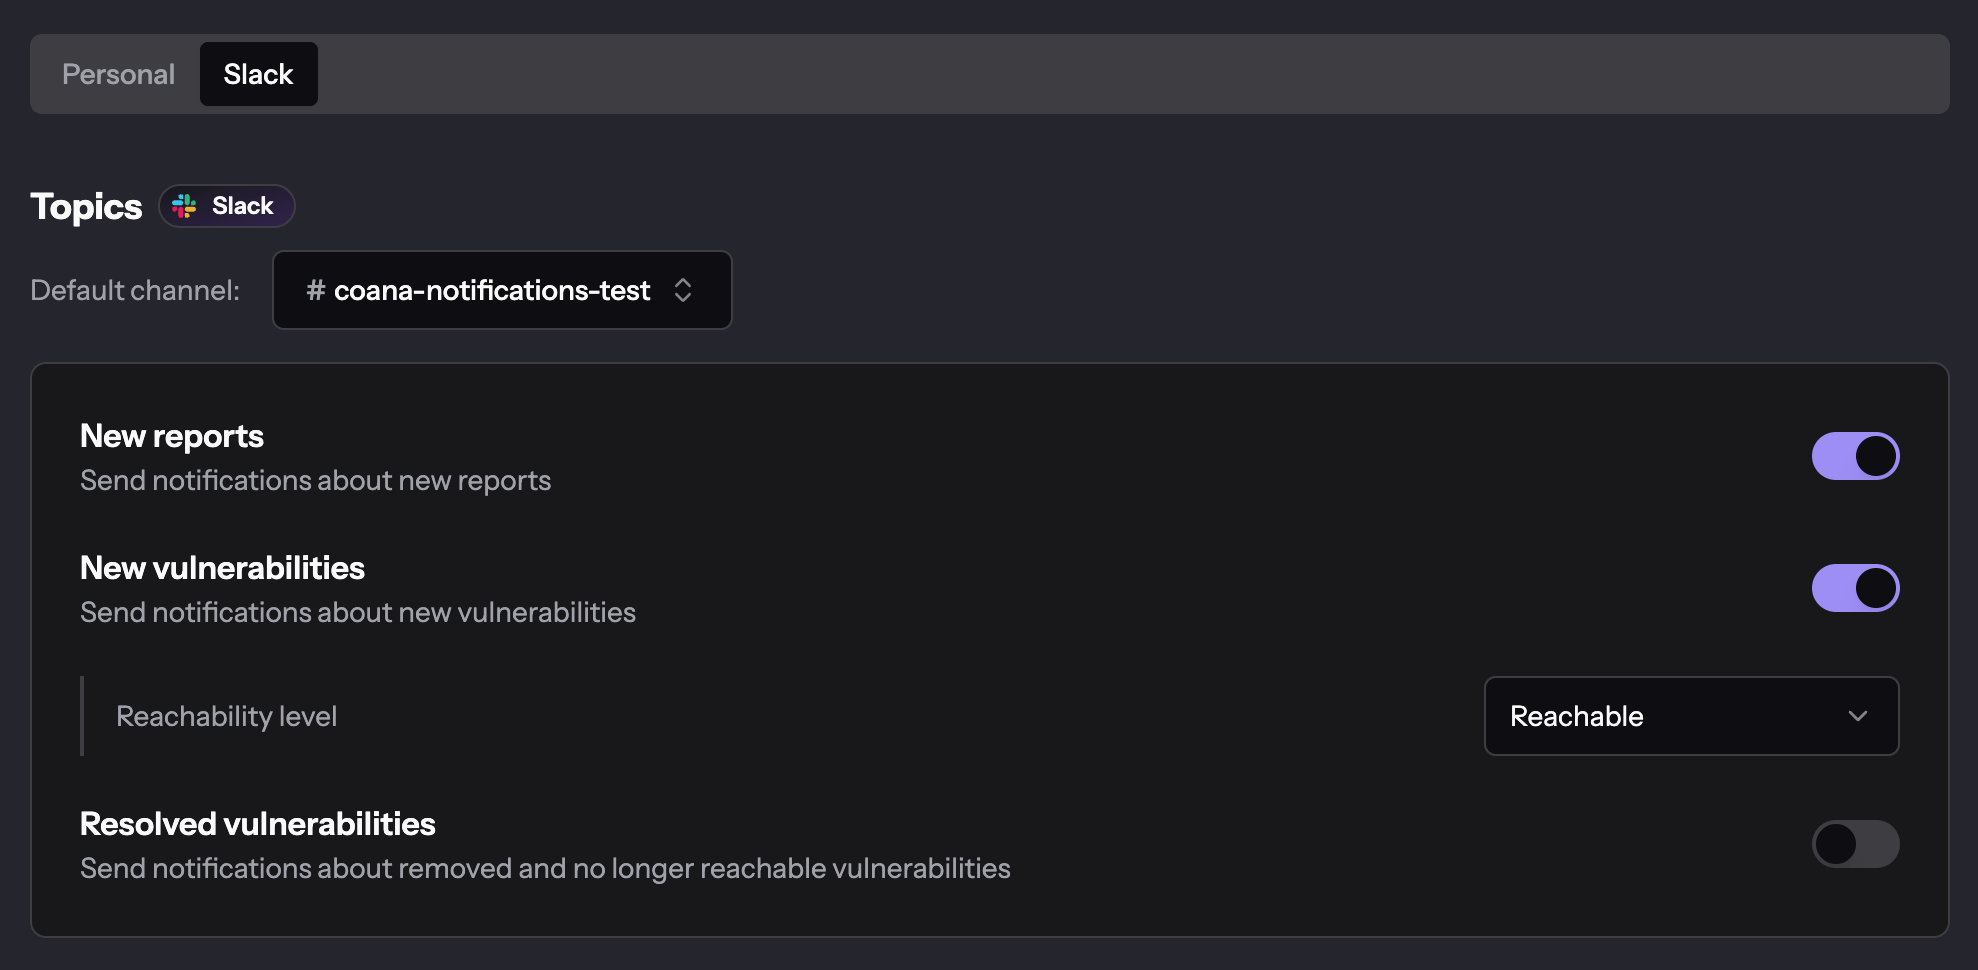 Personal Slack
Topics Slack
Default channel: # coana-notifications-test
New reports
Send notifications about new reports
New vulnerabilities
Send notifications about new vulnerabilities
Reachability level Reachable
Resolved vulnerabilities
Send notifications about removed and no longer reachable vulnerabilities